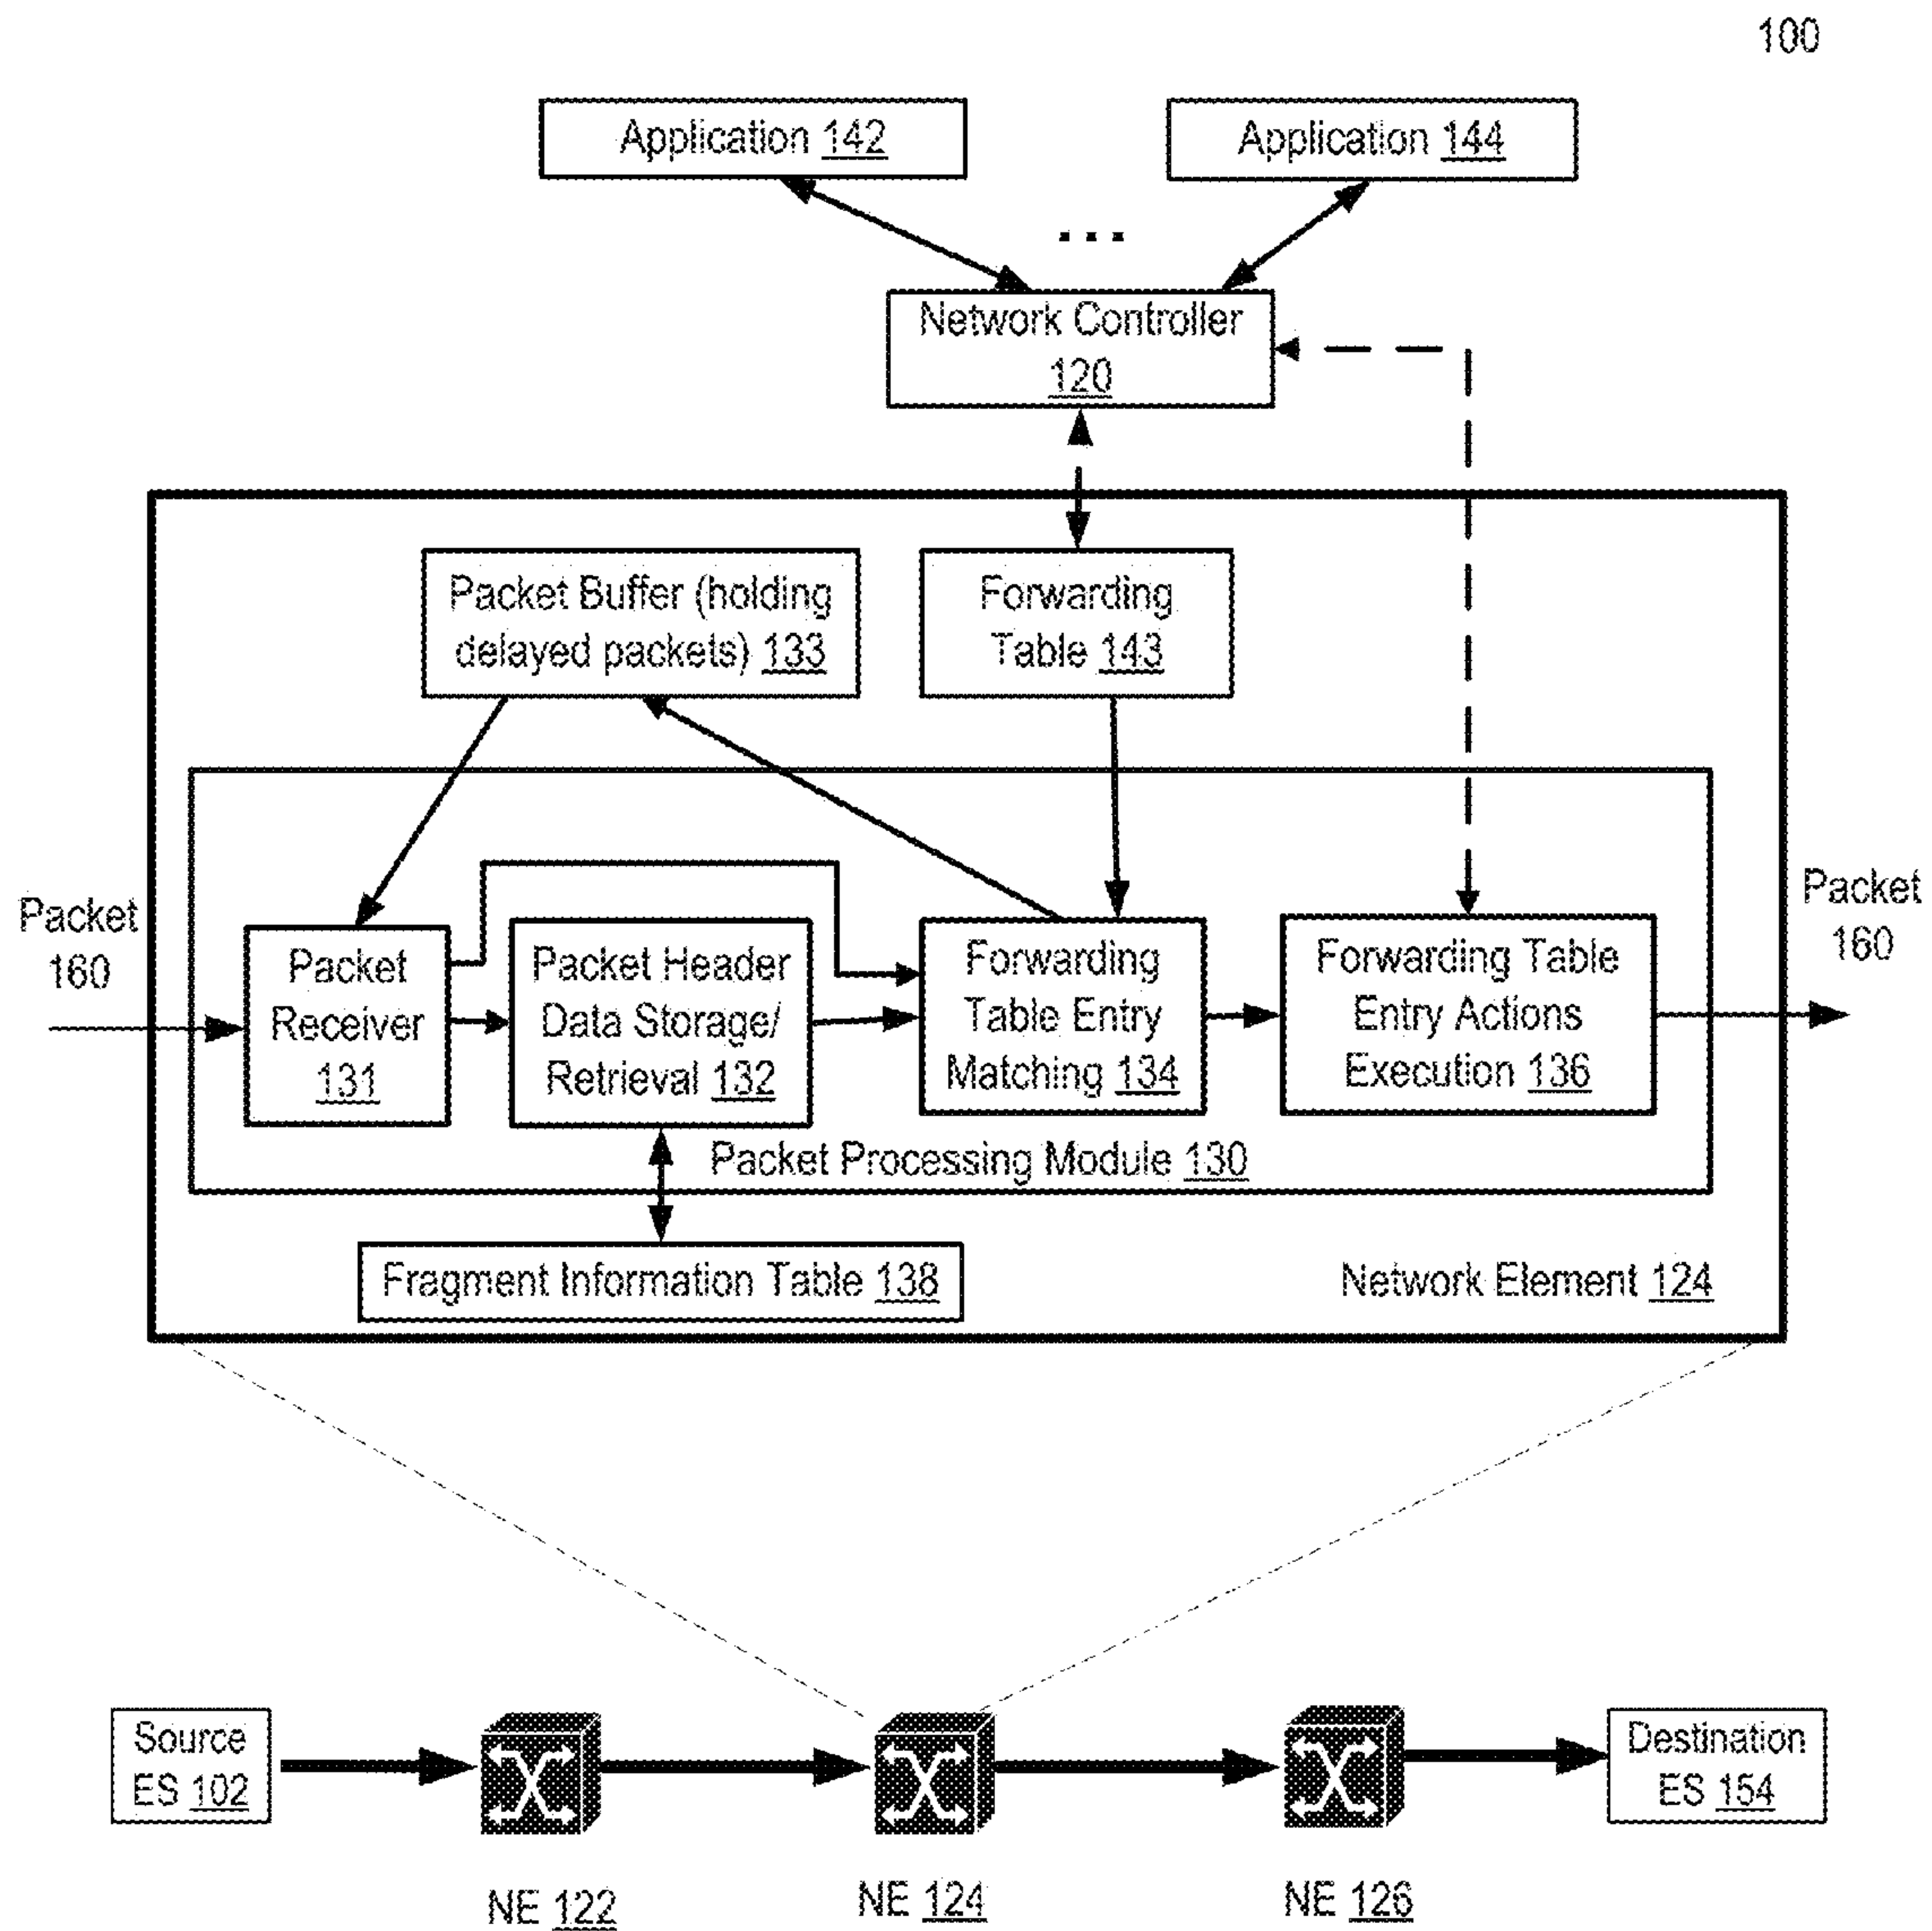 100
Application 142
Application 144
...
Network Controller
120
Packet Buffer (holding
delayed packets) 133
Forwarding
Table 143
Packet
160
Packet
Receiver
131
Packet Header
Data Storage/
Retrieval 132
Forwarding
Table Entry
Matching 134
Forwarding Table
Entry Actions
Execution 136
Packet
160
Packet Processing Module 130
Fragment Information Table 138
Network Element 124
Source
ES 102
Destination
ES 154
NE 122
NE 124
NE 126